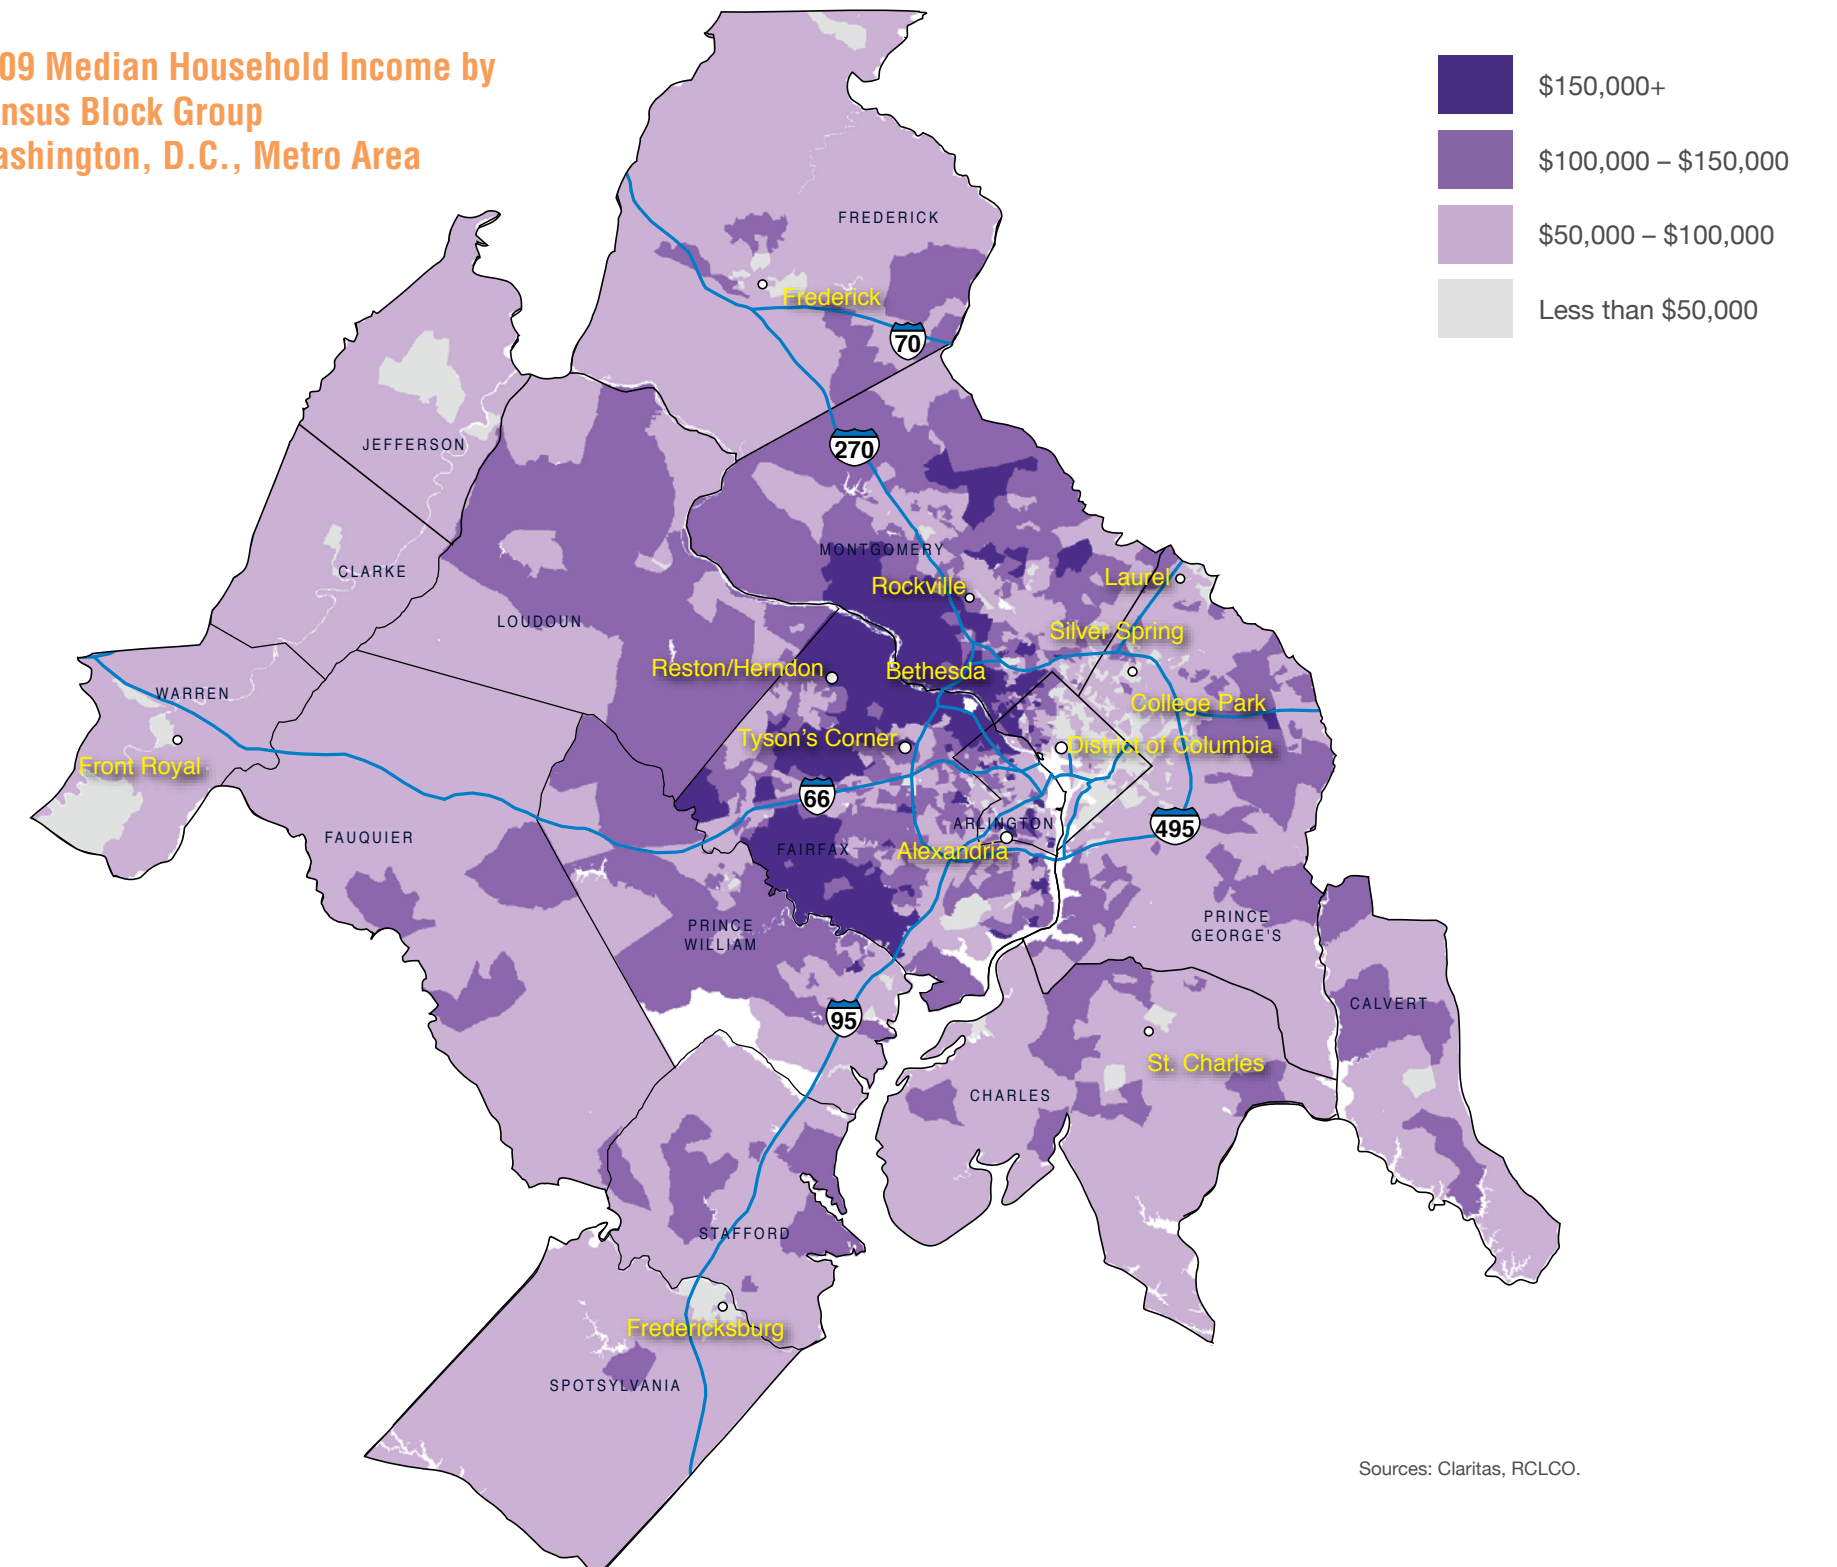 09 Median Household Income by
nsus Block Group
ashington, D.C., Metro Area
$150,000+
$100,000 – $150,000
$50,000 – $100,000
Less than $50,000
FREDERICK
Frederick
70
JEFFERSON
270
CLARKE
MONTGOMERY
Rockville
Laurel
LOUDOUN
Silver Spring
Reston/Herndon
Bethesda
WARREN
College Park
Tyson's Corner
District of Columbia
Front Royal
66
495
ARLINGTON
FAUQUIER
FAIRFAX
Alexandria
PRINCE
WILLIAM
PRINCE
GEORGE'S
CALVERT
95
St. Charles
CHARLES
STAFFORD
Fredericksburg
SPOTSYLVANIA
Sources: Claritas, RCLCO.